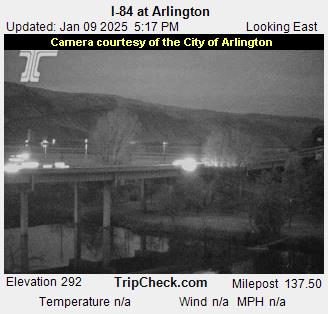 I-84 at Arlington
Updated: Jan 09 2025 5:17 PM Looking East
Camera courtesy of the City of Arlington
Elevation 292 TripCheck.com Milepost 137.50
Temperature n/a Wind n/a MPH n/a